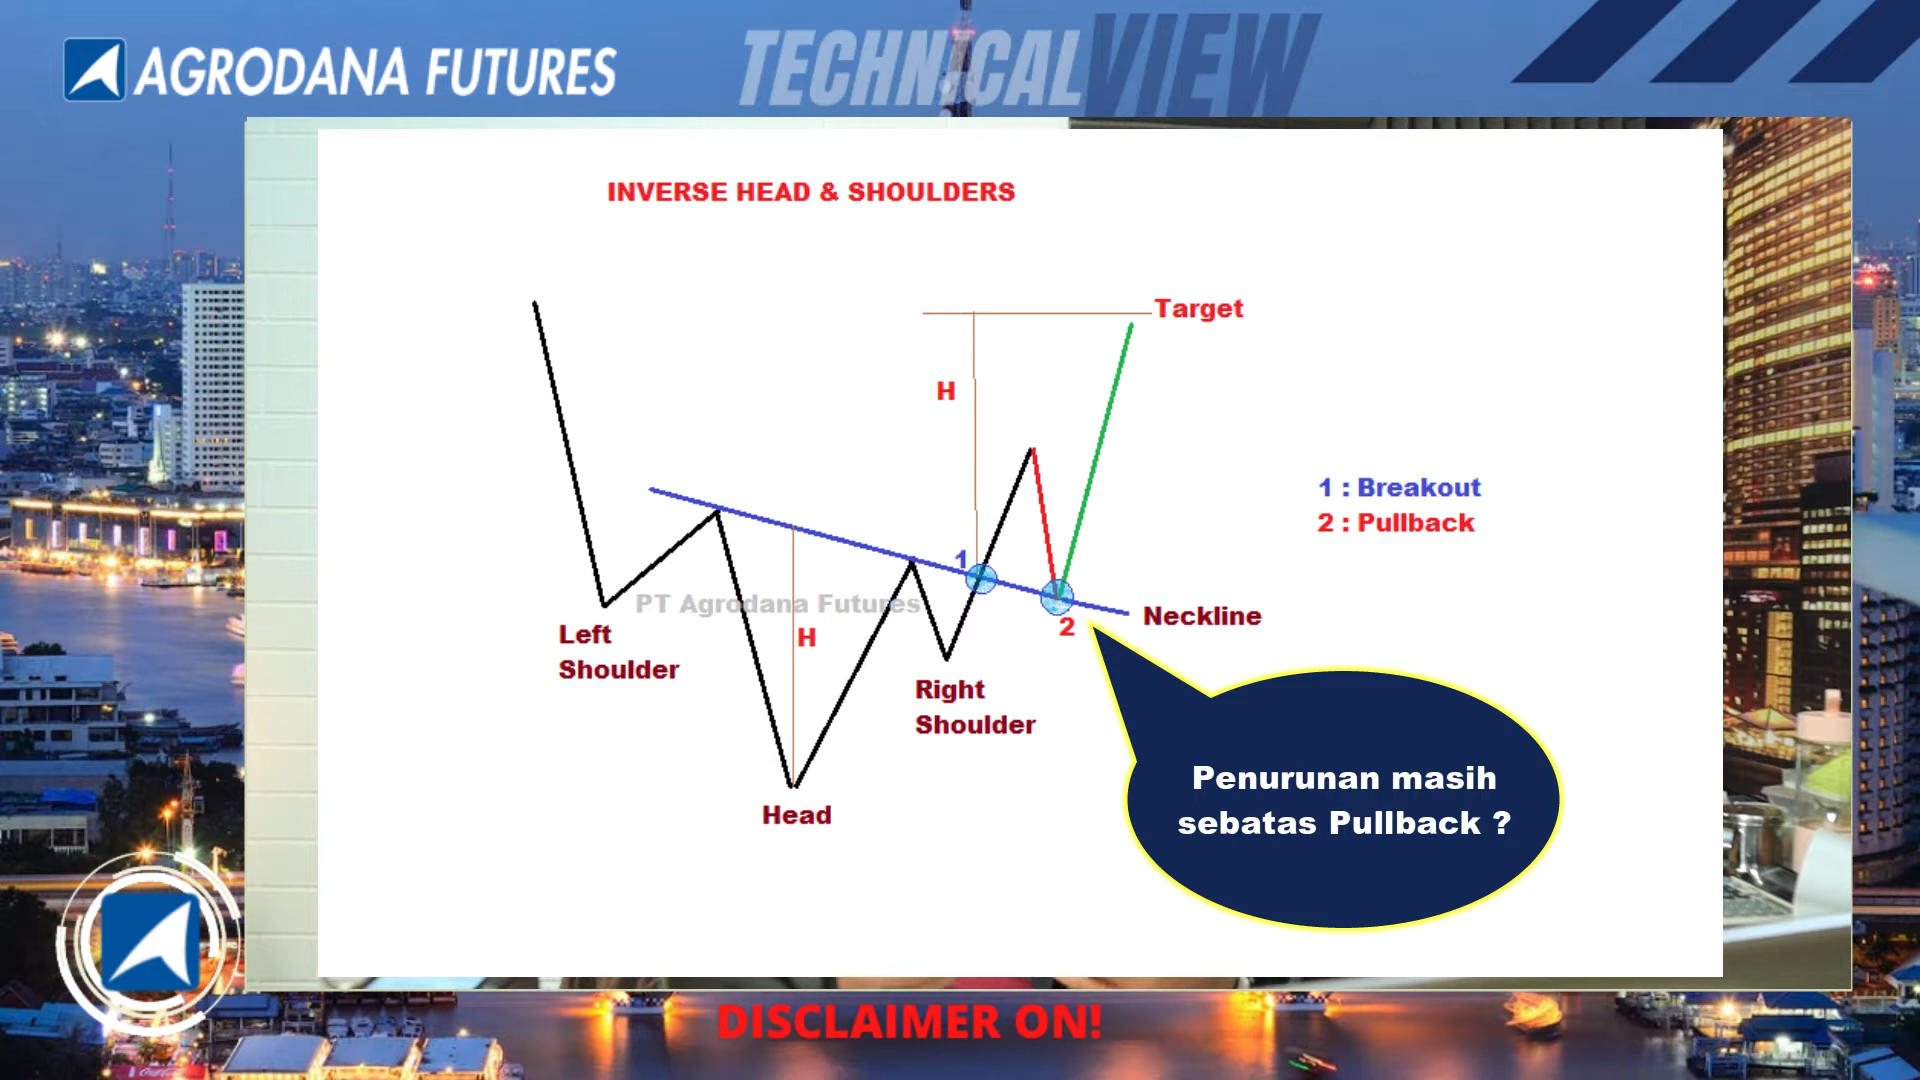 AGRODANA FUTURES
TECHNICAL VIEW
INVERSE HEAD & SHOULDERS
Target
H
1 : Breakout
2 : Pullback
1
PT Agrodana Futures
Neckline
2
Left
Shoulder
H
Right
Shoulder
Head
Penurunan masih
sebatas Pullback ?
DISCLAIMER ON!